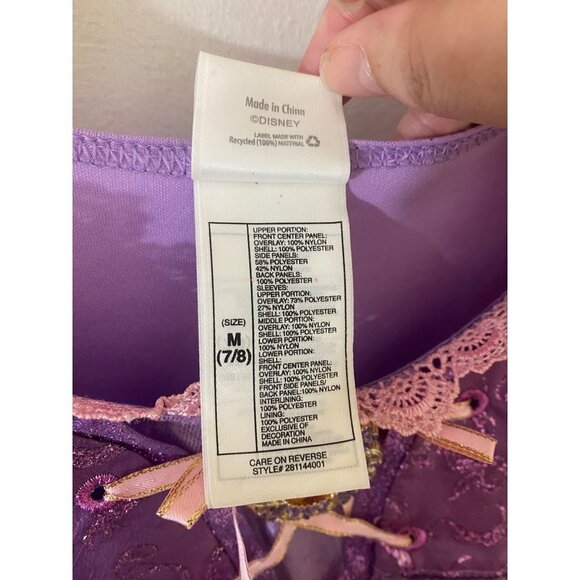 Made in China
©DISNEY
LABEL MADE WITH
Recycled (100%) MATERIAL
UPPER PORTION:
FRONT CENTER PANEL:
OVERLAY: 100% NYLON
SHELL: 100% POLYESTER
SIDE PANELS:
58% POLYESTER
42% NYLON
BACK PANELS:
100% POLYESTER
SLEEVES:
UPPER PORTION:
OVERLAY: 73% POLYESTER
27% NYLON
SHELL: 100% POLYESTER
MIDDLE PORTION:
OVERLAY: 100% NYLON
SHELL: 100% POLYESTER
LOWER PORTION:
100% NYLON
LOWER PORTION:
SHELL:
FRONT CENTER PANEL:
OVERLAY: 100% NYLON
SHELL: 100% POLYESTER
FRONT SIDE PANELS/
BACK PANEL:100% NYLON
INTERLINING:
100% POLYESTER
LINING:
100% POLYESTER
EXCLUSIVE OF
DECORATION
MADE IN CHINA
(SIZE)
M
(7/8)
CARE ON REVERSE
STYLE# 281144001